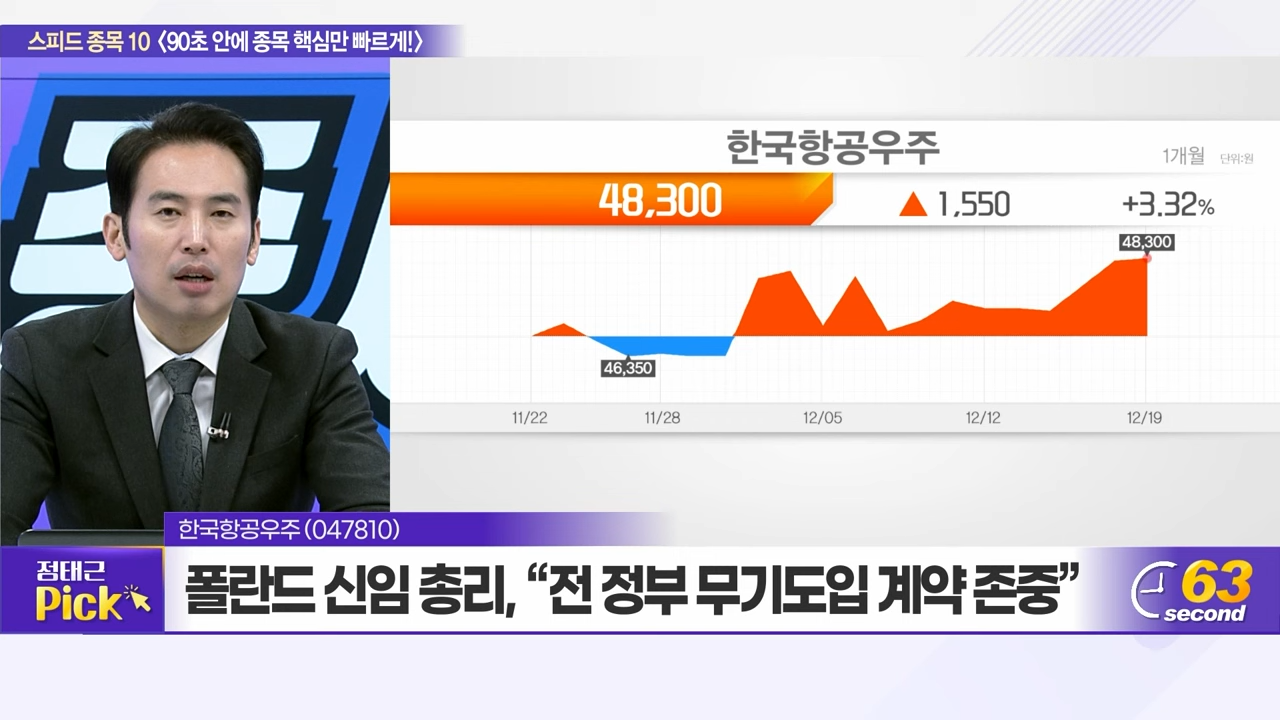 스피드 종목 10 〈90초 안에 종목 핵심만 빠르게!〉
한국항공우주
1개월 단위:원
48,300 ▲ 1,550 +3.32%
48,300
46,350
11/22 11/28 12/05 12/12 12/19
한국항공우주 (047810)
정태근
Pick
폴란드 신임 총리, “전 정부 무기도입 계약 존중”
63
second